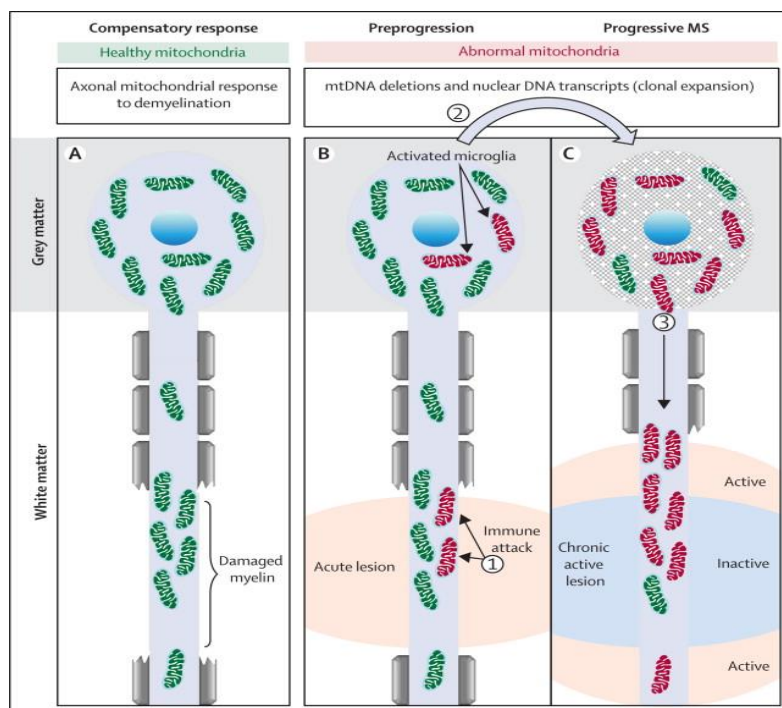 Compensatory response
Preprogression
Progressive MS
Healthy mitochondria
Abnormal mitochondria
Axonal mitochondrial response
to demyelination
mtDNA deletions and nuclear DNA transcripts (clonal expansion)
②
A
B
C
Activated microglia
Grey matter
③
White matter
Damaged
myelin
Acute lesion
Immune
attack
①
Active
Chronic
active
lesion
Inactive
Active